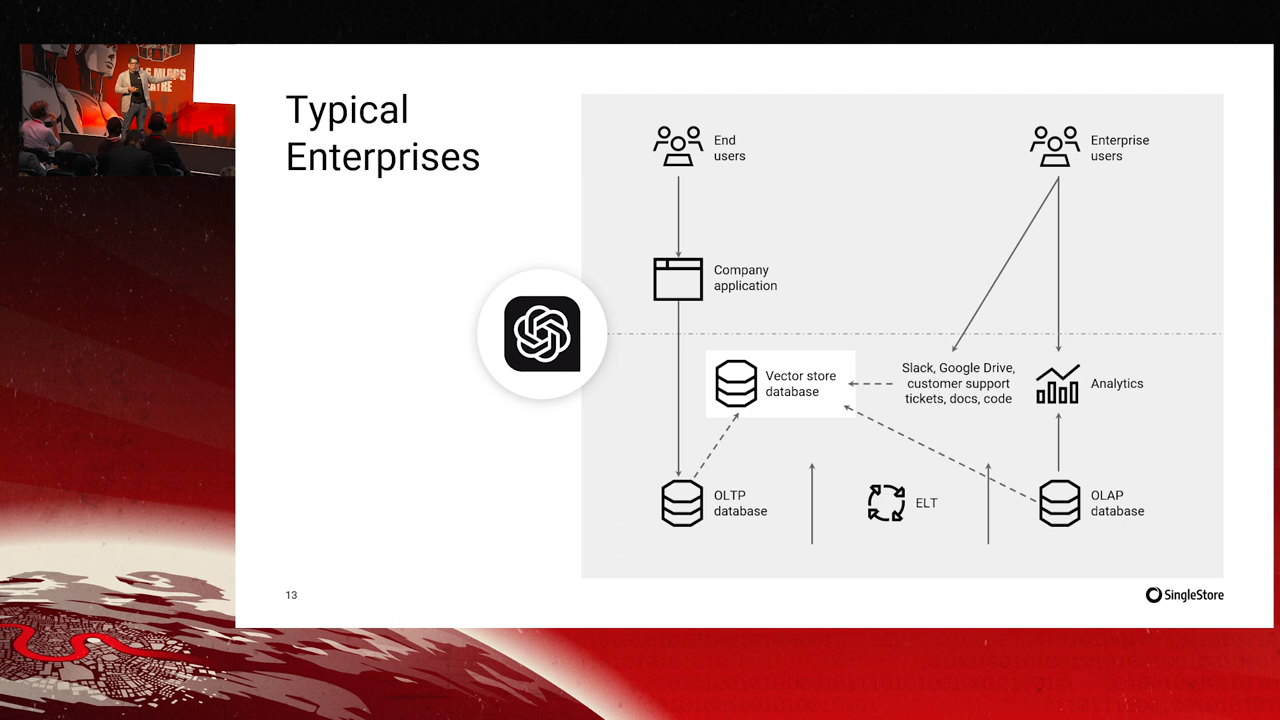 Typical
Enterprises
End
users
Enterprise
users
Company
application
Vector store
database
Slack, Google Drive,
customer support
tickets, docs, code
Analytics
OLTP
database
ELT
OLAP
database
13
SingleStore